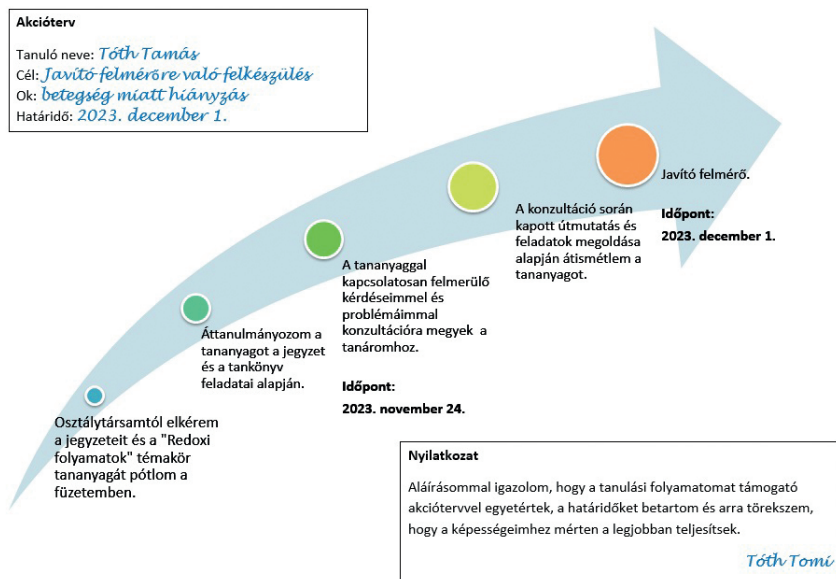 Akcióterv
Tanuló neve: Tóth Tamás
Cél: Javító felmérőre való felkészülés
Ok: betegség miatt hiányzás
Határidő: 2023. december 1.
Osztálytársamtól elkérem
a jegyzeteit és a "Redoxi
folyamatok" témakör
tananyagát pótlom a
füzetemben.
Áttanulmányozom a
tananyagot a jegyzet
és a tankönyv
feladatai alapján.
A tananyaggal
kapcsolatosan felmerülő
kérdéseimmel és
problémáimmal
konzultációra megyek a
tanáromhoz.
Időpont:
2023. november 24.
A konzultáció során
kapott útmutatás és
feladatok megoldása
alapján átismétlem a
tananyagot.
Javító felmérő.
Időpont:
2023. december 1.
Nyilatkozat
Aláírásommal igazolom, hogy a tanulási folyamatomat támogató
akciótervvel egyetértek, a határidőket betartom és arra törekszem,
hogy a képességeimhez mérten a legjobban teljesítsek.
Tóth Tomi